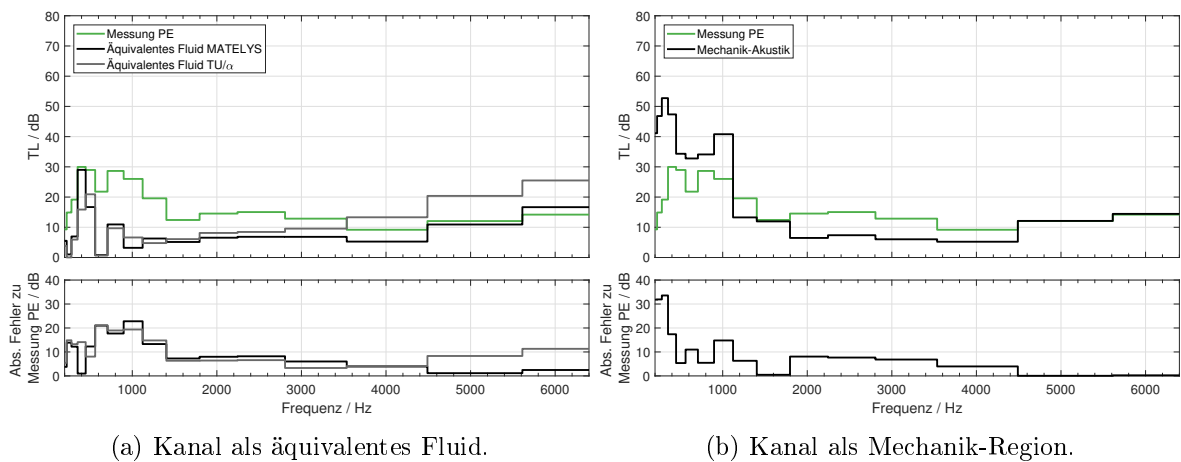 80
70
60
50
40
30
20
10
0
TL / dB
Messung PE
Äquivalentes Fluid MATELYS
Äquivalentes Fluid TU/α
40
30
20
10
0
Abs. Fehler zu
Messung PE / dB
1000
2000
3000
4000
5000
6000
Frequenz / Hz
(a) Kanal als äquivalentes Fluid.
80
70
60
50
40
30
20
10
0
TL / dB
Messung PE
Mechanik-Akustik
40
30
20
10
0
Abs. Fehler zu
Messung PE / dB
1000
2000
3000
4000
5000
6000
Frequenz / Hz
(b) Kanal als Mechanik-Region.